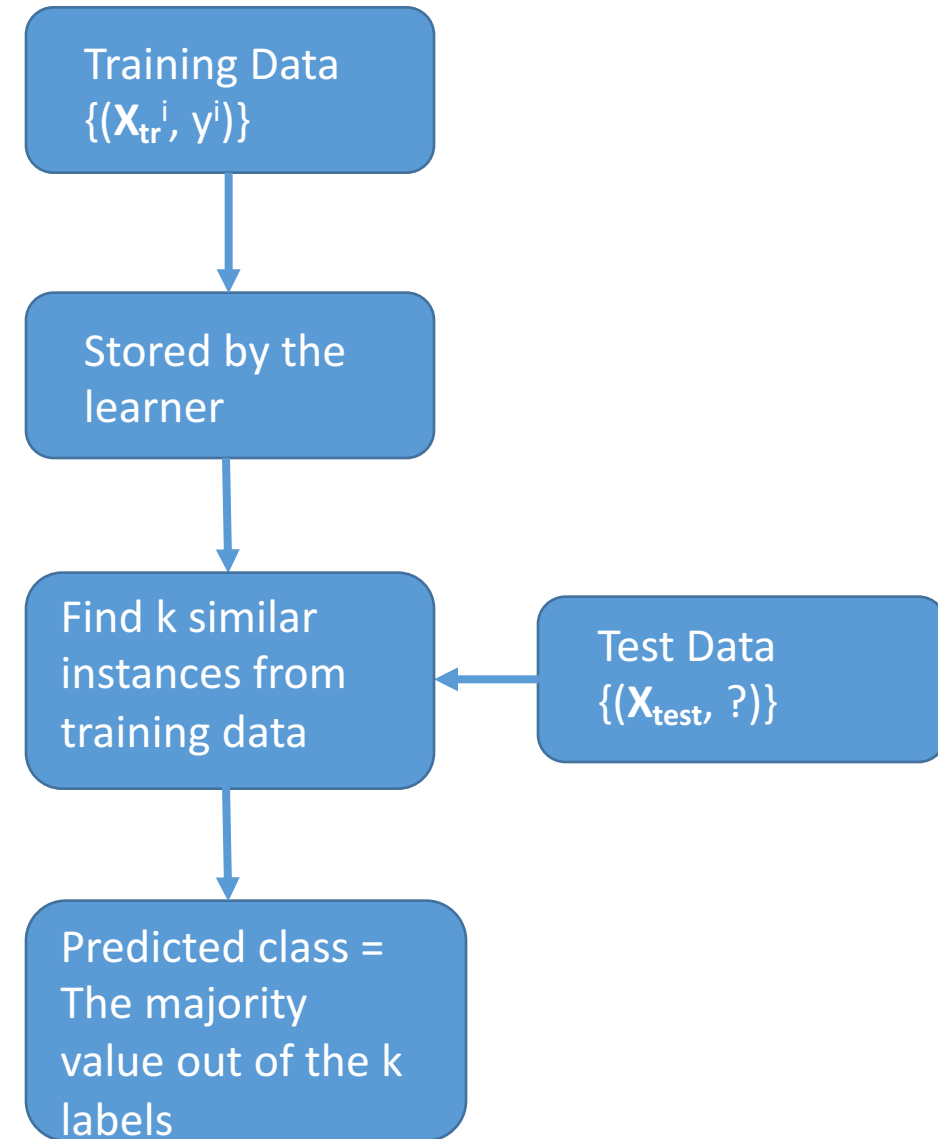 Training Data
{(Xtrⁱ, yⁱ)}
Stored by the
learner
Find k similar
instances from
training data
Test Data
{(Xtest, ?)}
Predicted class =
The majority
value out of the k
labels